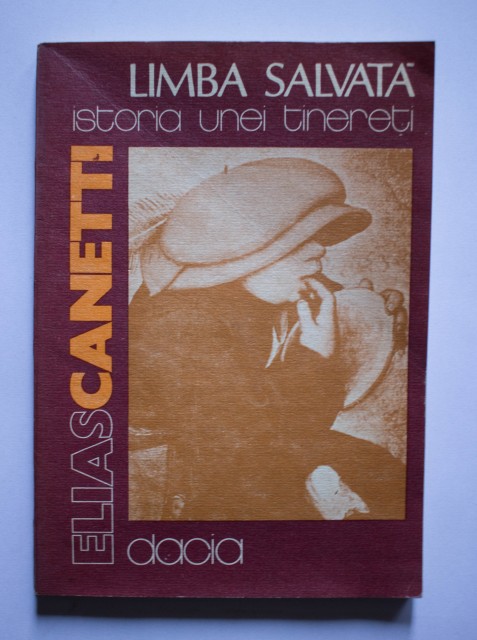 LIMBA SALVATĂ
istoria unei tinereți
ELIAS CANETTI
dacia